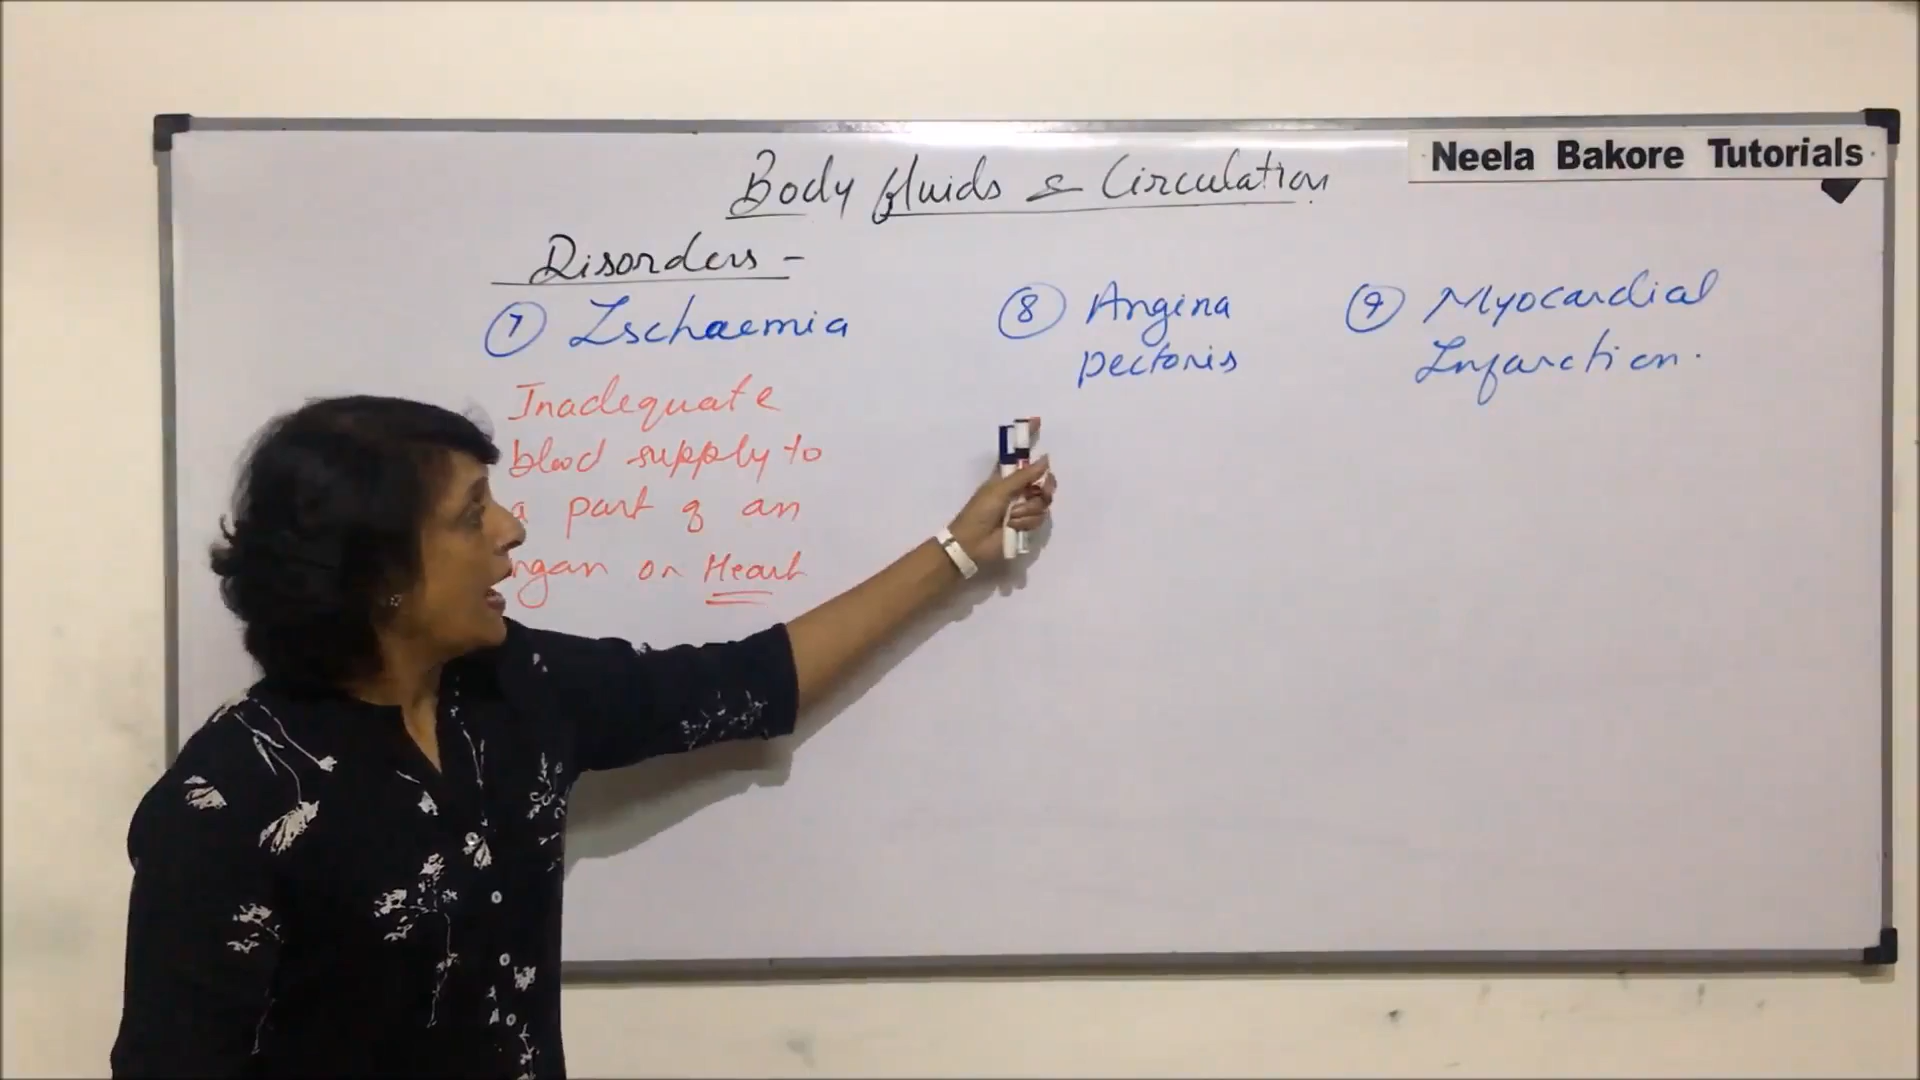 Neela Bakore Tutorials
Body fluids & Circulation
Disorders -
7 Ischaemia
Inadequate
blood supply to
a part of an
rgan or Heart
8 Angina
pectoris
9 Myocardial
Infarction.